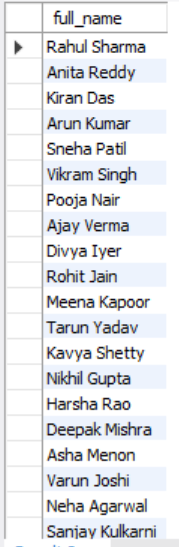 full_name
Rahul Sharma
Anita Reddy
Kiran Das
Arun Kumar
Sneha Patil
Vikram Singh
Pooja Nair
Ajay Verma
Divya Iyer
Rohit Jain
Meena Kapoor
Tarun Yadav
Kavya Shetty
Nikhil Gupta
Harsha Rao
Deepak Mishra
Asha Menon
Varun Joshi
Neha Agarwal
Sanjay Kulkarni